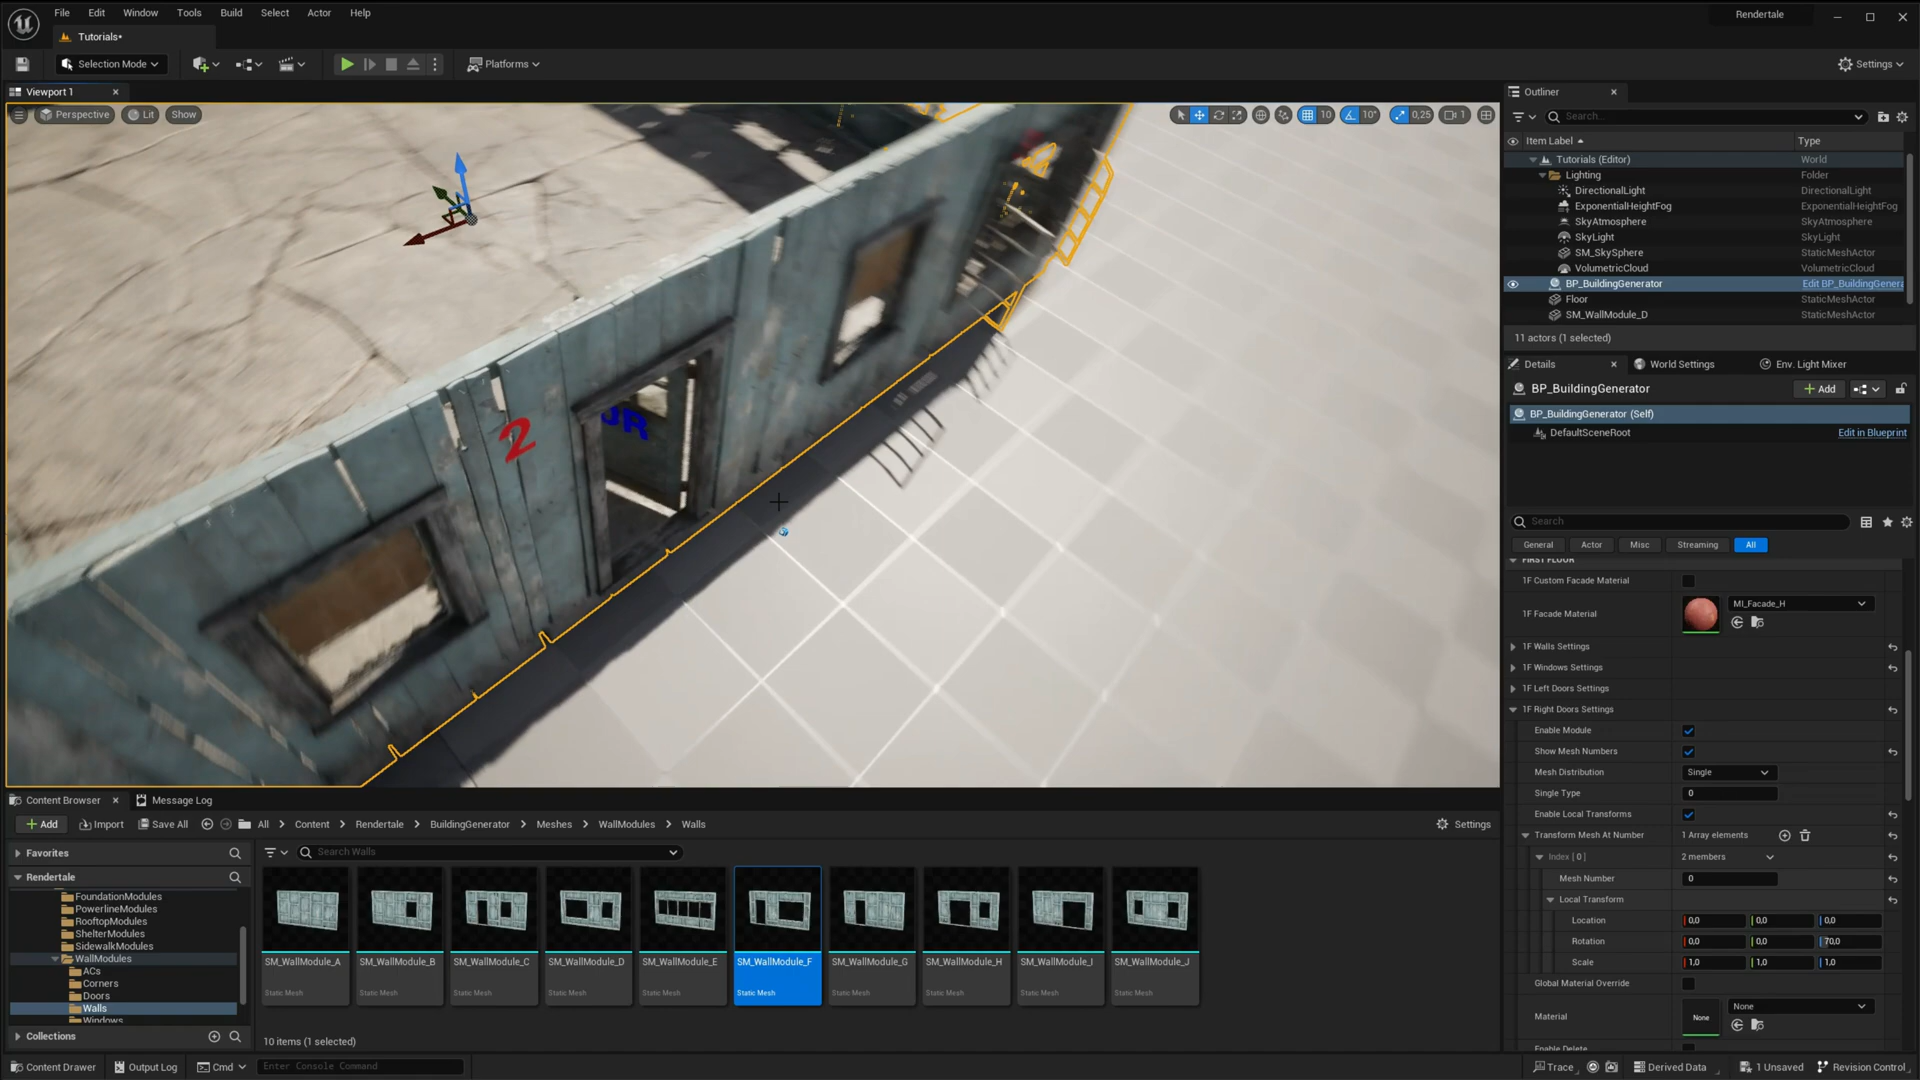 File Edit Window Tools Build Select Actor Help
Rendertale
Tutorials•
Selection Mode
Platforms
Settings
Viewport 1
Perspective
Lit
Show
10
10°
0,25
1
2
Outliner
Search...
Item Label
Type
Tutorials (Editor)
World
Lighting
Folder
DirectionalLight
DirectionalLight
ExponentialHeightFog
ExponentialHeightFog
SkyAtmosphere
SkyAtmosphere
SkyLight
SkyLight
SM_SkySphere
StaticMeshActor
VolumetricCloud
VolumetricCloud
BP_BuildingGenerator
Edit BP_BuildingGenera
Floor
StaticMeshActor
SM_WallModule_D
StaticMeshActor
11 actors (1 selected)
Details
World Settings
Env. Light Mixer
BP_BuildingGenerator
Add
BP_BuildingGenerator (Self)
DefaultSceneRoot
Edit in Blueprint
Search
General
Actor
Misc
Streaming
All
FIRST FLOOR
1F Custom Facade Material
1F Facade Material
MI_Facade_H
1F Walls Settings
1F Windows Settings
1F Left Doors Settings
1F Right Doors Settings
Enable Module
Show Mesh Numbers
Mesh Distribution
Single
Single Type
0
Enable Local Transforms
Transform Mesh At Number
1 Array elements
Index [ 0 ]
2 members
Mesh Number
0
Local Transform
Location
0,0 0,0 0,0
Rotation
0,0 0,0 70,0
Scale
1,0 1,0 1,0
Global Material Override
Material
None
None
Enable Delete
Content Browser
Message Log
Add
Import
Save All
All > Content > Rendertale > BuildingGenerator > Meshes > WallModules > Walls
Settings
Favorites
Rendertale
FoundationModules
PowerlineModules
RooftopModules
ShelterModules
SidewalkModules
WallModules
ACs
Corners
Doors
Walls
Windows
Collections
Search Walls
SM_WallModule_A
Static Mesh
SM_WallModule_B
Static Mesh
SM_WallModule_C
Static Mesh
SM_WallModule_D
Static Mesh
SM_WallModule_E
Static Mesh
SM_WallModule_F
Static Mesh
SM_WallModule_G
Static Mesh
SM_WallModule_H
Static Mesh
SM_WallModule_I
Static Mesh
SM_WallModule_J
Static Mesh
10 items (1 selected)
Content Drawer
Output Log
Cmd
Enter Console Command
Trace
Derived Data
1 Unsaved
Revision Control